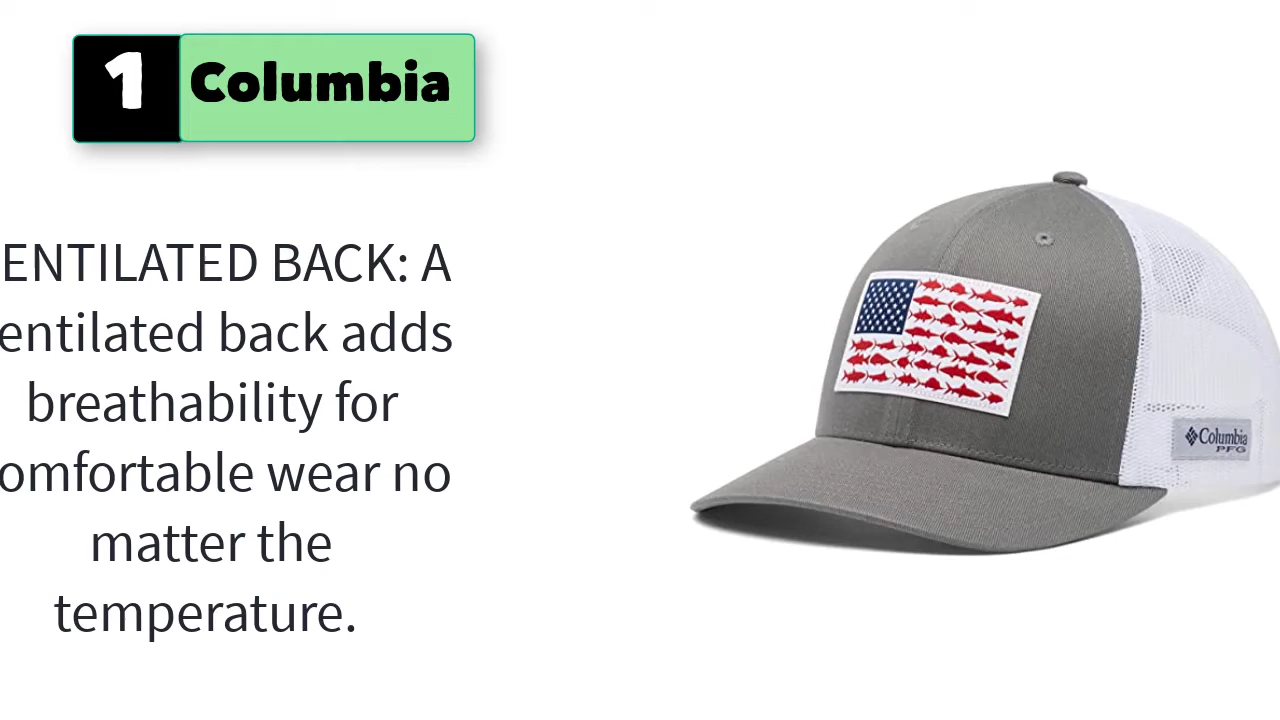 1 Columbia
ENTILATED BACK: A
entilated back adds
breathability for
omfortable wear no
matter the
temperature.
Columbia
PFG